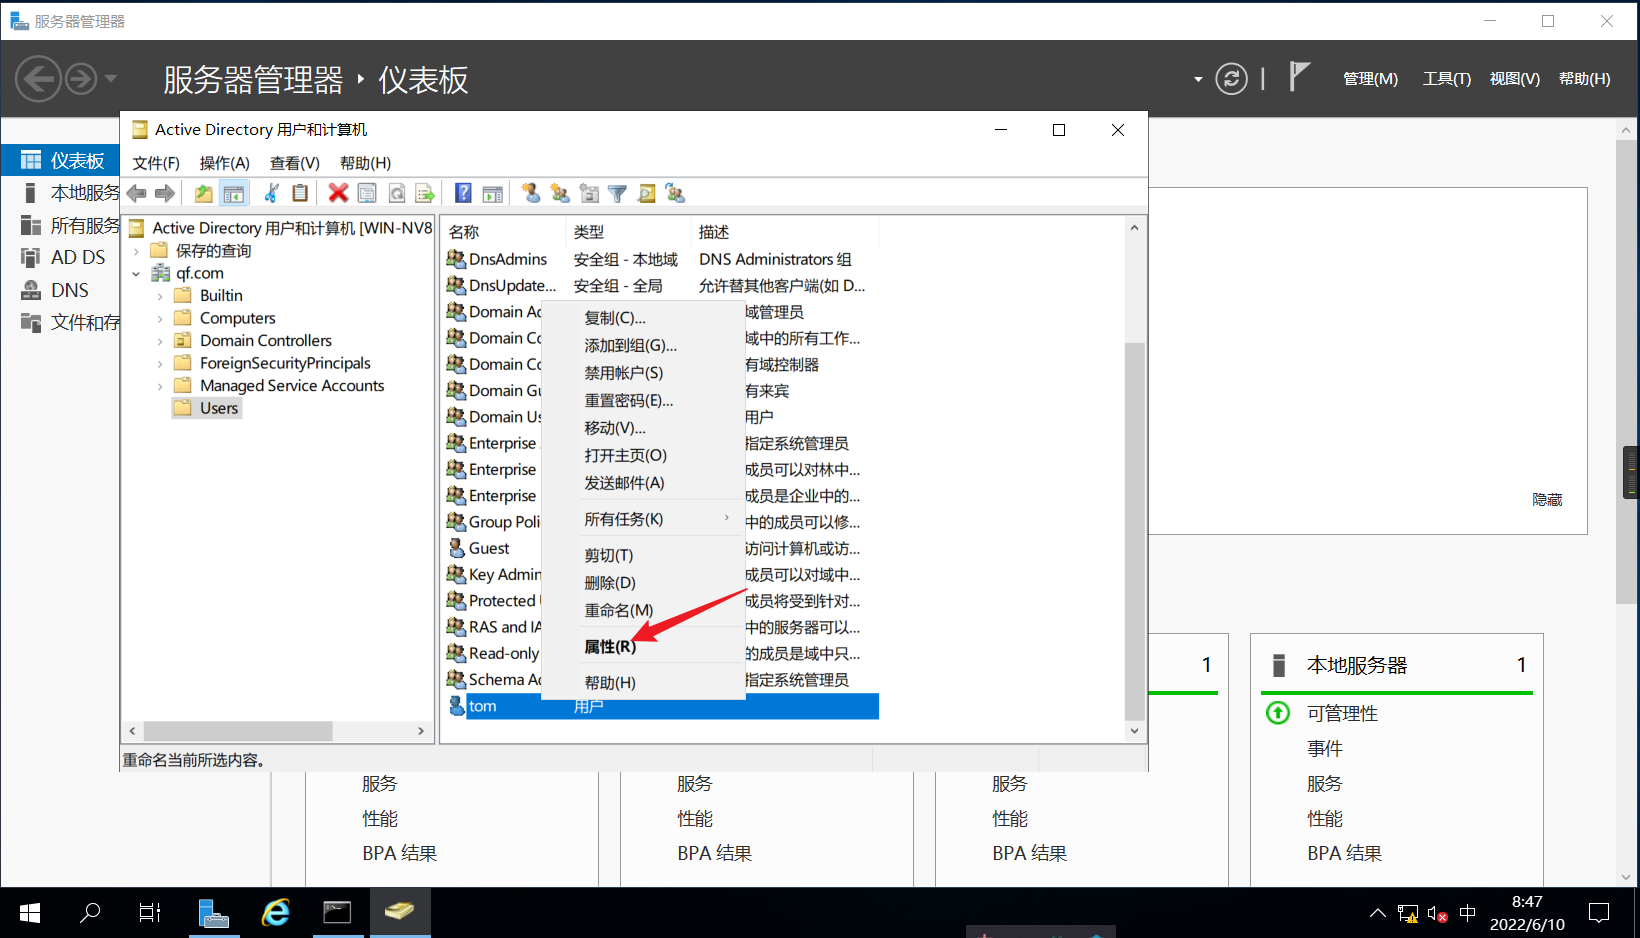 服务器管理器
服务器管理器 ‣ 仪表板
管理(M) 工具(T) 视图(V) 帮助(H)
仪表板
本地服务
所有服务
AD DS
DNS
文件和存
Active Directory 用户和计算机
文件(F) 操作(A) 查看(V) 帮助(H)
Active Directory 用户和计算机 [WIN-NV8
保存的查询
qf.com
Builtin
Computers
Domain Controllers
ForeignSecurityPrincipals
Managed Service Accounts
Users
名称 类型 描述
DnsAdmins 安全组 - 本地域 DNS Administrators 组
DnsUpdate... 安全组 - 全局 允许替其他客户端(如 D...
Domain Ad 域管理员
Domain Co 域中的所有工作...
Domain Co 有域控制器
Domain Gu 有来宾
Domain Us 用户
Enterprise 指定系统管理员
Enterprise 成员可以对林中...
Enterprise 成员是企业中的...
Group Poli 中的成员可以修...
Guest 访问计算机或访...
Key Admin 成员可以对域中...
Protected 成员将受到针对...
RAS and IA 中的服务器可以...
Read-only 的成员是域中只...
Schema Ad 指定系统管理员
tom 用户
复制(C)...
添加到组(G)...
禁用帐户(S)
重置密码(E)...
移动(V)...
打开主页(O)
发送邮件(A)
所有任务(K)
剪切(T)
删除(D)
重命名(M)
属性(R)
帮助(H)
重命名当前所选内容。
隐藏
服务
性能
BPA 结果
服务
性能
BPA 结果
1
服务
性能
BPA 结果
本地服务器 1
可管理性
事件
服务
性能
BPA 结果
中
8:47
2022/6/10